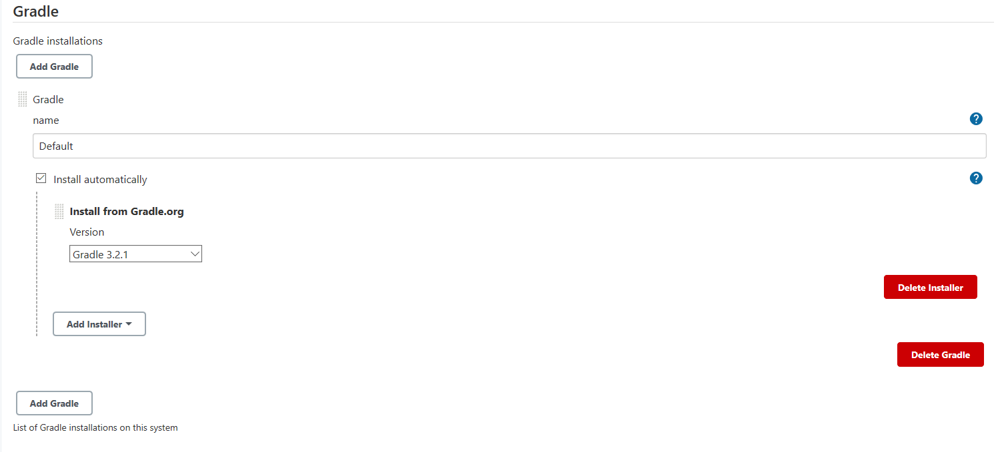 Gradle
Gradle installations
Add Gradle
Gradle
name
?
Default
Install automatically
?
Install from Gradle.org
Version
Gradle 3.2.1
Delete Installer
Add Installer
Delete Gradle
Add Gradle
List of Gradle installations on this system